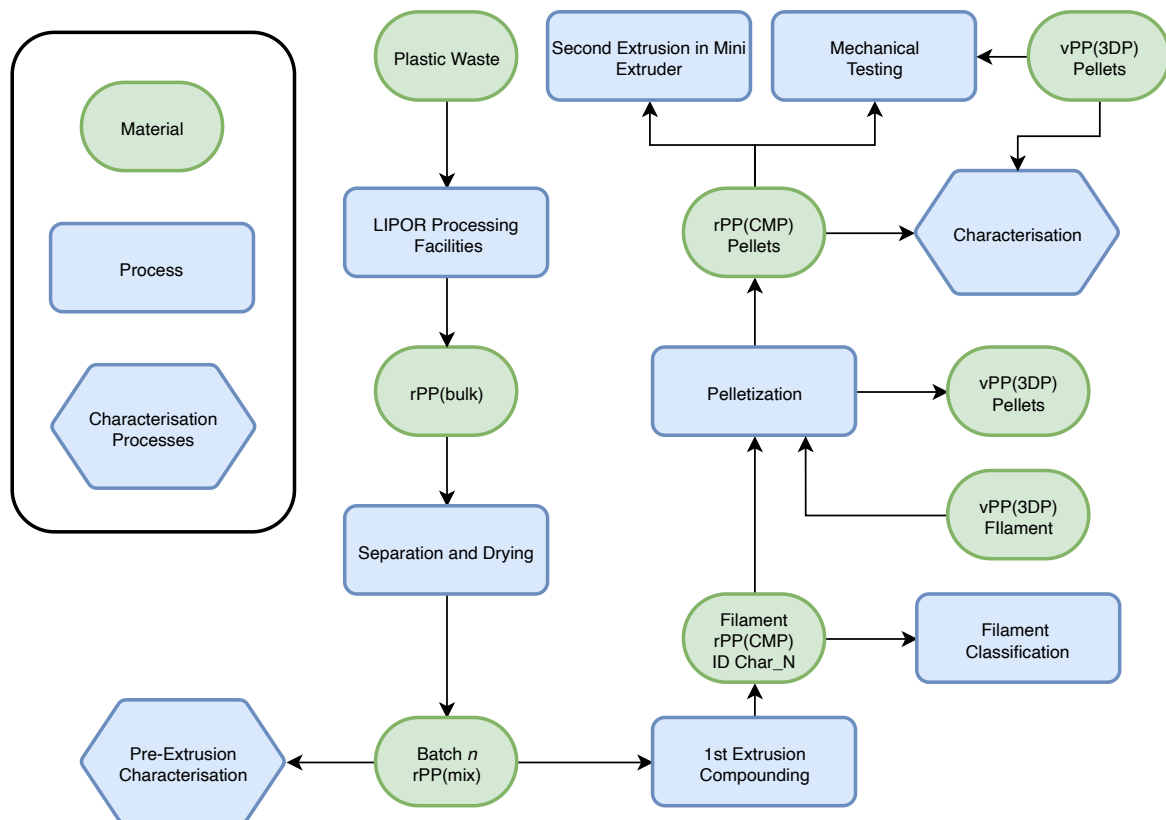 Material
Process
Characterisation
Processes
Plastic Waste
LIPOR Processing
Facilities
rPP(bulk)
Separation and Drying
Batch n
rPP(mix)
Pre-Extrusion
Characterisation
1st Extrusion
Compounding
Filament
rPP(CMP)
ID Char_N
Filament
Classification
vPP(3DP)
FIlament
Pelletization
vPP(3DP)
Pellets
rPP(CMP)
Pellets
Characterisation
Second Extrusion in Mini
Extruder
Mechanical
Testing
vPP(3DP)
Pellets